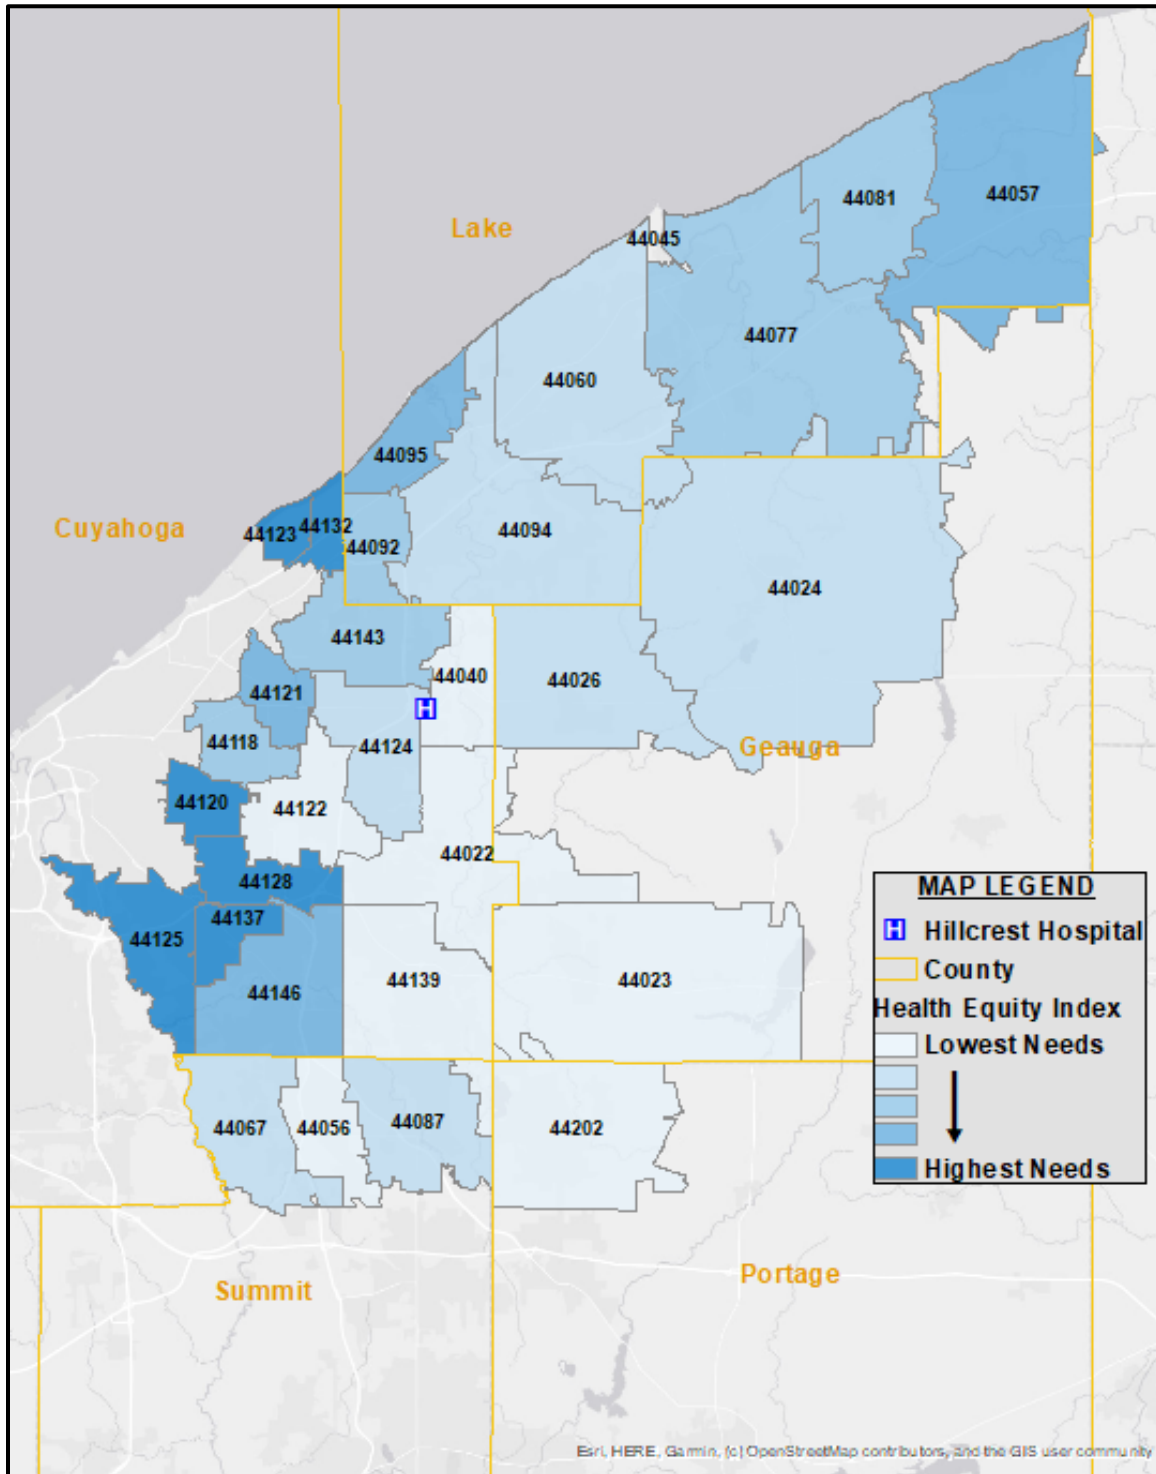 44057
44081
Lake
44045
44077
44060
44095
Cuyahoga
44123
44132
44092
44094
44024
44143
44040
44026
44121
H
44118
44124
Geauga
44120
44122
44022
44128
44137
44125
44146
44139
44023
MAP LEGEND
H Hillcrest Hospital
County
Health Equity Index
Lowest Needs
Highest Needs
44067
44056
44087
44202
Summit
Portage
Esri, HERE, Garmin, (c) OpenStreetMap contributors, and the GIS user community